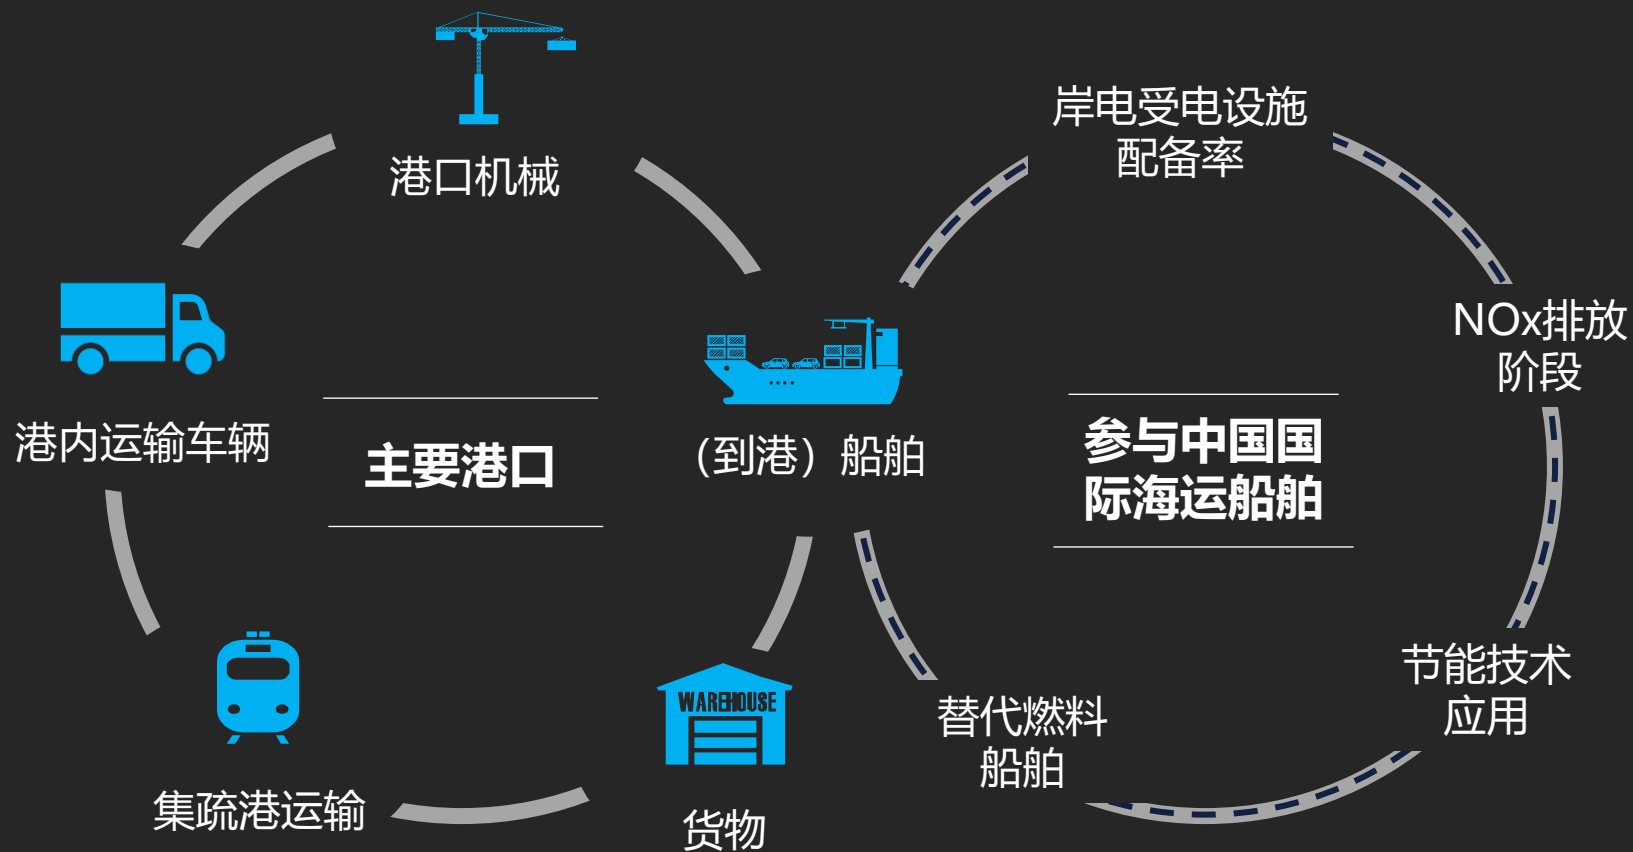 岸电受电设施
配备率
港口机械
NOx排放
阶段
港内运输车辆
主要港口
（到港）船舶
参与中国国
际海运船舶
WAREHOUSE
节能技术
应用
替代燃料
船舶
集疏港运输
货物